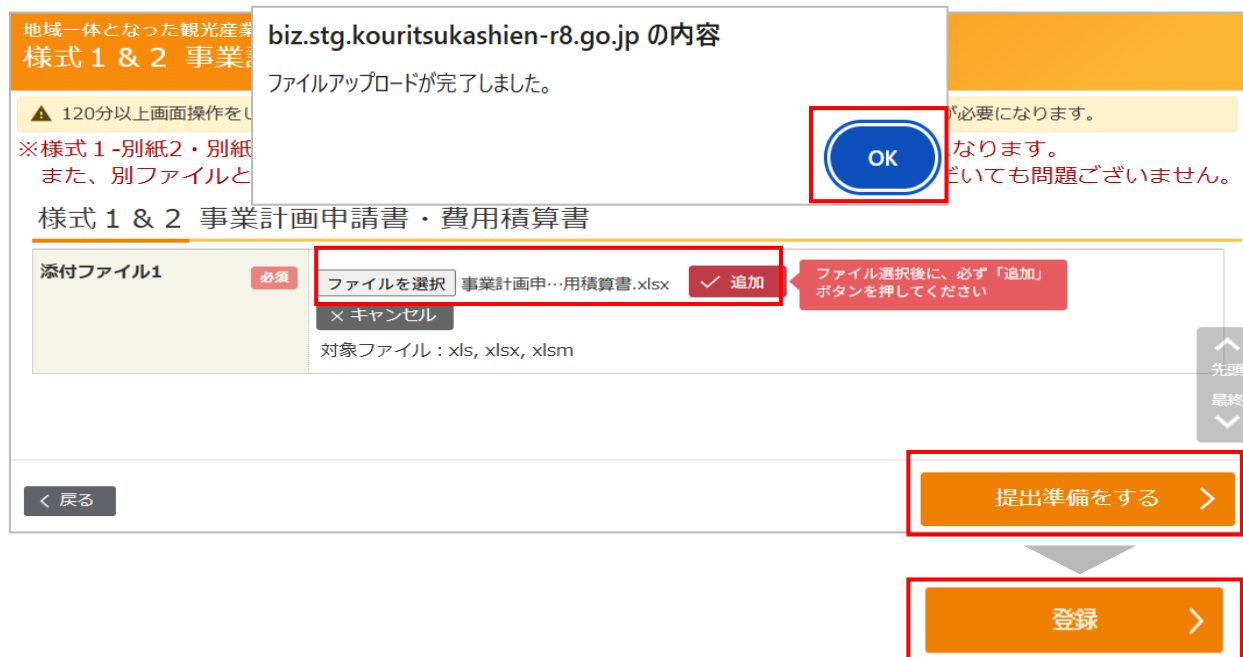 地域一体となった観光産業
様式1&2 事業
biz.stg.kouritsukashien-r8.go.jp の内容
ファイルアップロードが完了しました。
OK
120分以上画面操作をし
が必要になります。
※様式1-別紙2・別紙
なります。
また、別ファイルと
だいても問題ございません。
様式1&2 事業計画申請書・費用積算書
添付ファイル1
必須
ファイルを選択 事業計画申…用積算書.xlsx
追加
ファイル選択後に、必ず「追加」
ボタンを押してください
×キャンセル
対象ファイル:xls, xlsx, xlsm
先頭
最終
戻る
提出準備をする
登録